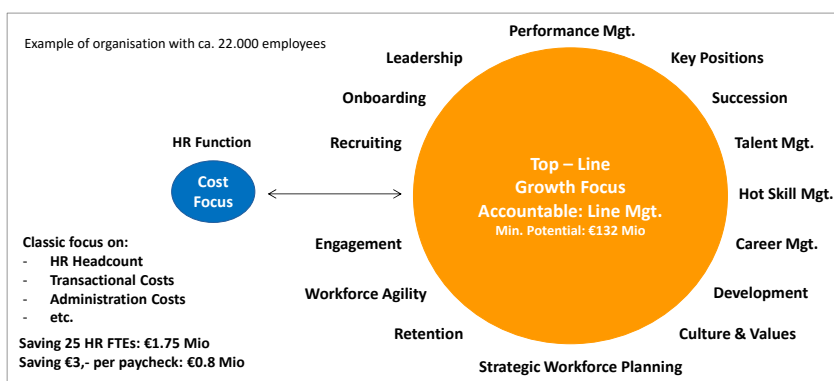 Example of organisation with ca. 22.000 employees
HR Function
Cost
Focus
Classic focus on:
- HR Headcount
- Transactional Costs
- Administration Costs
- etc.
Saving 25 HR FTEs: €1.75 Mio
Saving €3,- per paycheck: €0.8 Mio
Performance Mgt.
Leadership
Key Positions
Onboarding
Succession
Recruiting
Talent Mgt.
Top – Line
Growth Focus
Accountable: Line Mgt.
Min. Potential: €132 Mio
Hot Skill Mgt.
Engagement
Career Mgt.
Workforce Agility
Development
Retention
Culture & Values
Strategic Workforce Planning